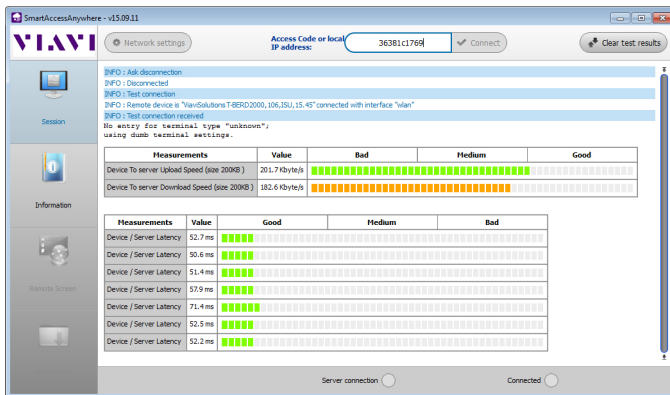 SmartAccessAnywhere - v15.09.11
VIAVI
Network settings
Access Code or local IP address:
36381c1769
Connect
Clear test results
Session
Information
Remote Screen
INFO : Ask disconnection
INFO : Disconnected
INFO : Test connection
INFO : Remote device is "ViaviSolutions T-BERD2000,106,ISU,15.45" connected with interface "wlan"
INFO : Test connection received
No entry for terminal type "unknown";
using dumb terminal settings.
Measurements Value Bad Medium Good
Device To server Upload Speed (size 200KB ) 201.7 Kbyte/s
Device To server Download Speed (size 200KB ) 182.6 Kbyte/s
Measurements Value Good Medium Bad
Device / Server Latency 52.7 ms
Device / Server Latency 50.6 ms
Device / Server Latency 51.4 ms
Device / Server Latency 57.9 ms
Device / Server Latency 71.4 ms
Device / Server Latency 52.5 ms
Device / Server Latency 52.2 ms
Server connection
Connected